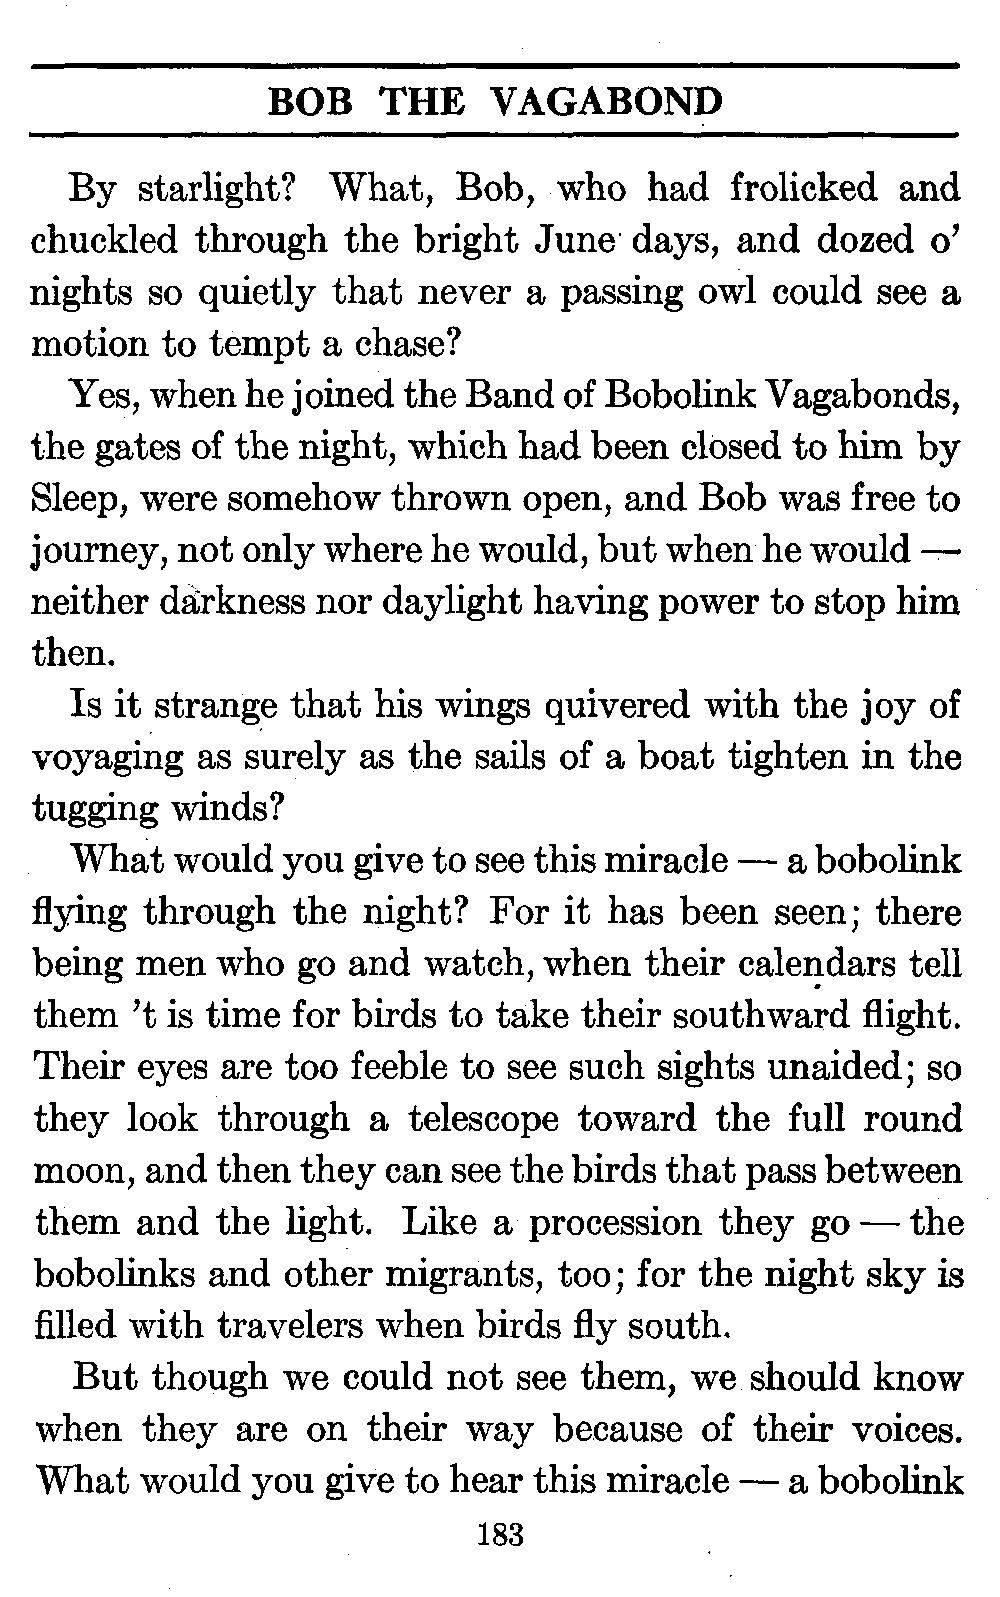 BOB THE VAGABOND
By starlight? What, Bob, who had frolicked and
chuckled through the bright June days, and dozed o'
nights so quietly that never a passing owl could see a
motion to tempt a chase?
Yes, when he joined the Band of Bobolink Vagabonds,
the gates of the night, which had been closed to him by
Sleep, were somehow thrown open, and Bob was free to
journey, not only where he would, but when he would —
neither darkness nor daylight having power to stop him
then.
Is it strange that his wings quivered with the joy of
voyaging as surely as the sails of a boat tighten in the
tugging winds?
What would you give to see this miracle — a bobolink
flying through the night? For it has been seen; there
being men who go and watch, when their calendars tell
them 't is time for birds to take their southward flight.
Their eyes are too feeble to see such sights unaided; so
they look through a telescope toward the full round
moon, and then they can see the birds that pass between
them and the light. Like a procession they go — the
bobolinks and other migrants, too; for the night sky is
filled with travelers when birds fly south.
But though we could not see them, we should know
when they are on their way because of their voices.
What would you give to hear this miracle — a bobolink
183